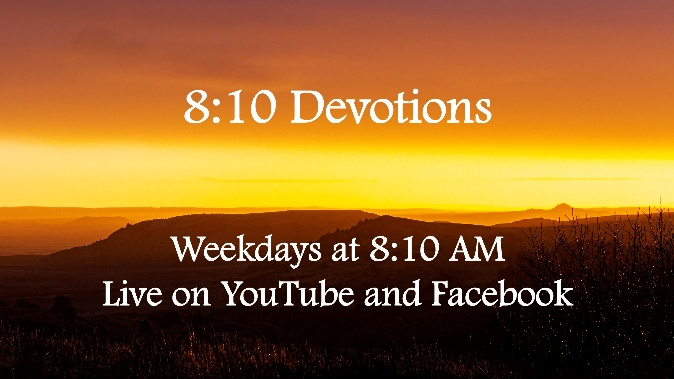 8:10 Devotions
Weekdays at 8:10 AM
Live on YouTube and Facebook